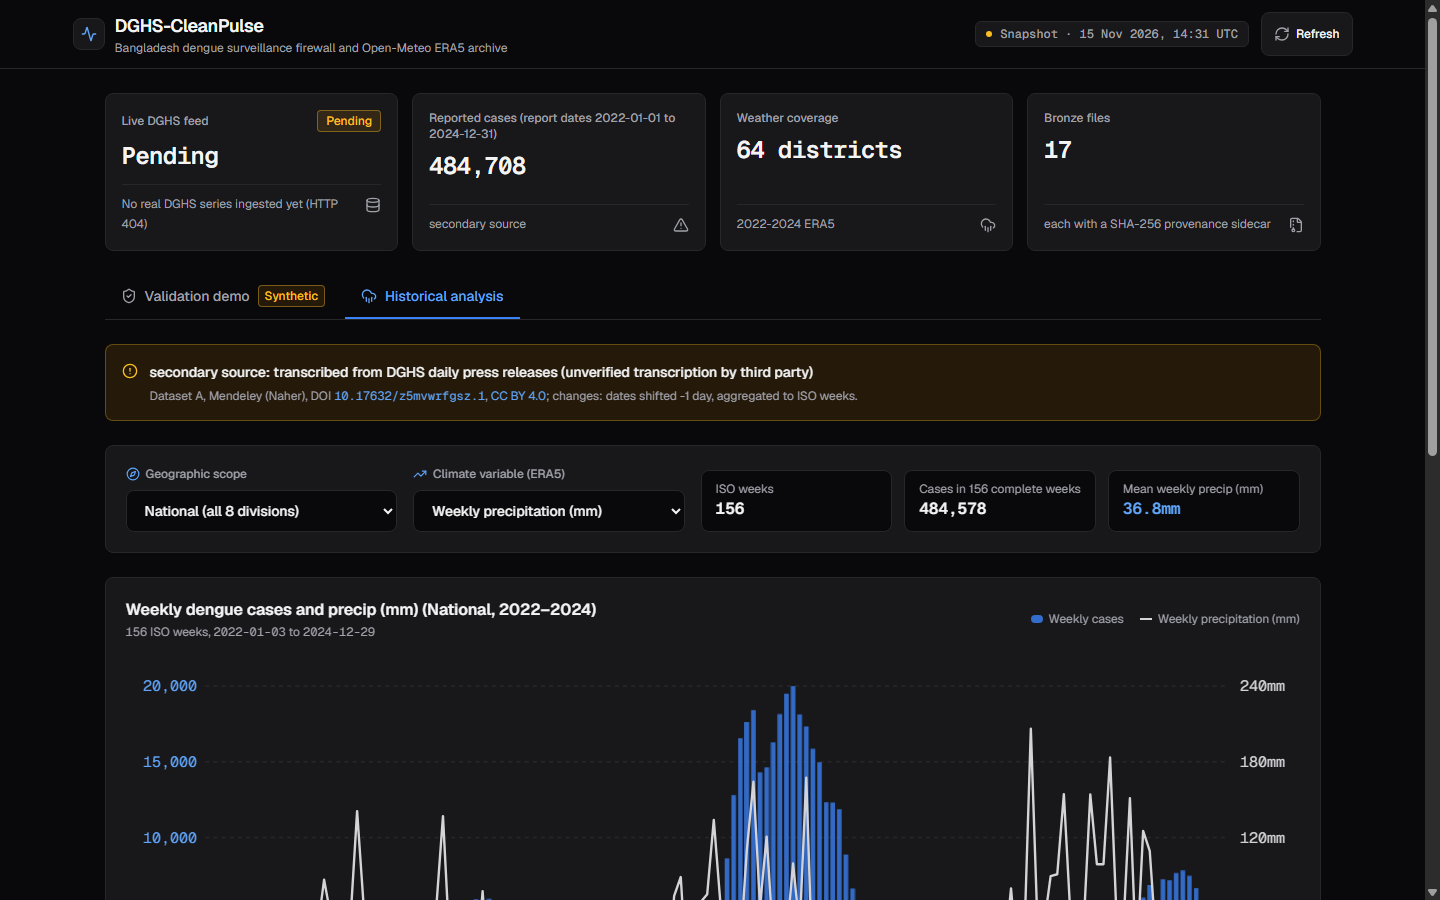 DGHS-CleanPulse
Bangladesh dengue surveillance firewall and Open-Meteo ERA5 archive
Snapshot · 15 Nov 2026, 14:31 UTC
Refresh
Live DGHS feed
Pending
Pending
No real DGHS series ingested yet (HTTP
404)
Reported cases (report dates 2022-01-01 to
2024-12-31)
484,708
secondary source
Weather coverage
64 districts
2022-2024 ERA5
Bronze files
17
each with a SHA-256 provenance sidecar
Validation demo
Synthetic
Historical analysis
secondary source: transcribed from DGHS daily press releases (unverified transcription by third party)
Dataset A, Mendeley (Naher), DOI 10.17632/z5mvwrfgsz.1, CC BY 4.0; changes: dates shifted -1 day, aggregated to ISO weeks.
Geographic scope
National (all 8 divisions)
Climate variable (ERA5)
Weekly precipitation (mm)
ISO weeks
156
Cases in 156 complete weeks
484,578
Mean weekly precip (mm)
36.8mm
Weekly dengue cases and precip (mm) (National, 2022–2024)
156 ISO weeks, 2022-01-03 to 2024-12-29
Weekly cases
Weekly precipitation (mm)
20,000
240mm
15,000
180mm
10,000
120mm